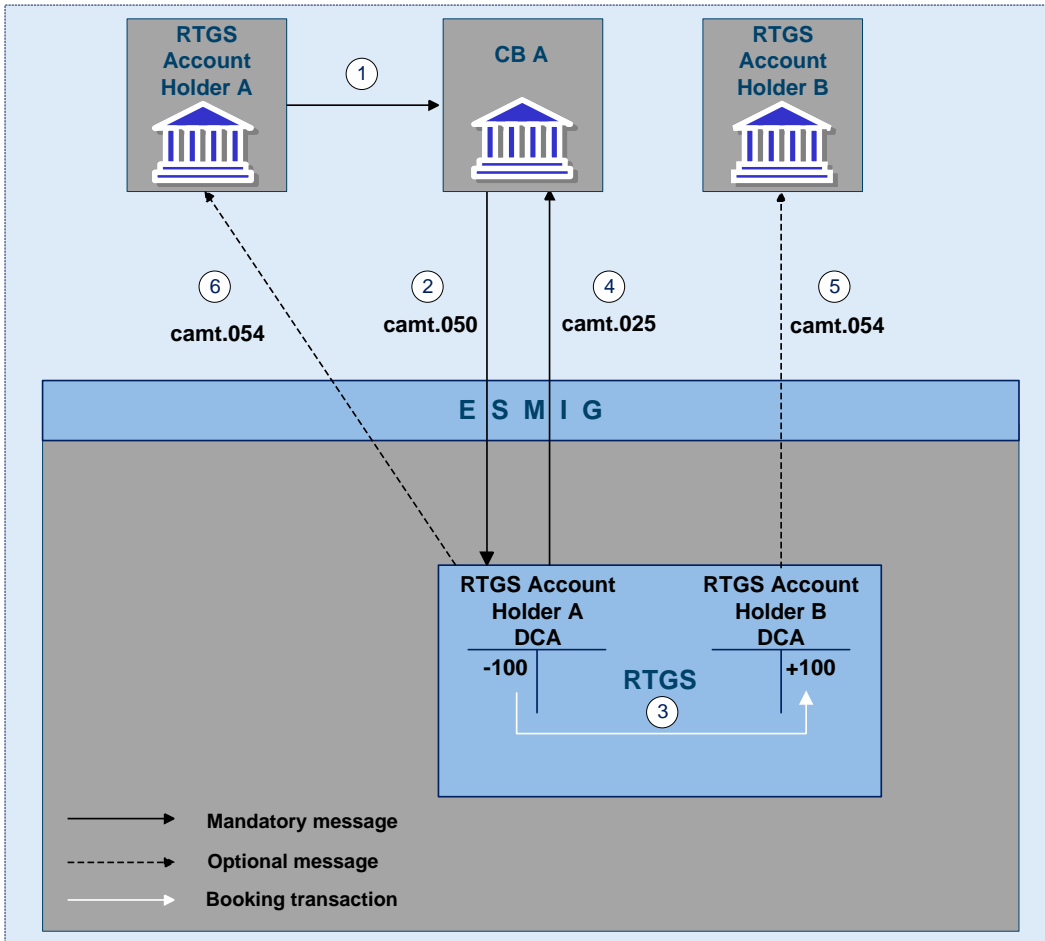 RTGS
Account
Holder A
CB A
RTGS
Account
Holder B
1
6
2
4
5
camt.054
camt.050
camt.025
camt.054
E S M I G
RTGS Account
Holder A
DCA
RTGS Account
Holder B
DCA
-100
+100
RTGS
3
Mandatory message
Optional message
Booking transaction